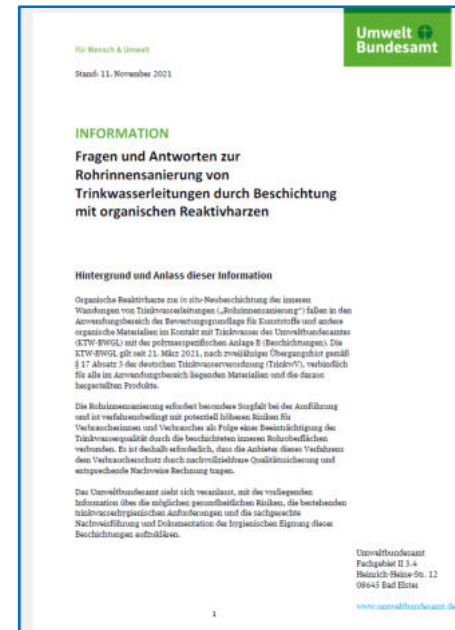 Umwelt
Bundesamt
Für Mensch & Umwelt
Stand: 11. November 2021
INFORMATION
Fragen und Antworten zur
Rohrinnensanierung von
Trinkwasserleitungen durch Beschichtung
mit organischen Reaktivharzen
Hintergrund und Anlass dieser Information
Organische Reaktivharze zur in situ-Neubeschichtung der inneren
Wandungen von Trinkwasserleitungen („Rohrinnensanierung“) fallen in den
Anwendungsbereich der Bewertungsgrundlage für Kunststoffe und andere
organische Materialien im Kontakt mit Trinkwasser des Umweltbundesamtes
(KTW-BWGL) mit der polymerspezifischen Anlage B (Beschichtungen). Die
KTW-BWGL gilt seit 21. März 2021, nach zweijähriger Übergangsfrist gemäß
§ 17 Absatz 3 des deutschen Trinkwasserverordnung (TrinkwV), verbindlich
für alle im Anwendungsbereich liegenden Materialien und die daraus
hergestellten Produkte.
Die Rohrinnensanierung erfordert besondere Sorgfalt bei der Ausführung
und ist verfahrensbedingt mit potentiell höheren Risiken für
Verbraucherinnen und Verbraucher als Folge einer Beeinträchtigung der
Trinkwasserqualität durch die beschichteten inneren Rohroberflächen
verbunden. Es ist deshalb erforderlich, dass die Anbieter dieses Verfahrens
dem Verbraucherschutz durch nachvollziehbare Qualitätssicherung und
entsprechende Nachweise Rechnung tragen.
Das Umweltbundesamt sieht sich veranlasst, mit der vorliegenden
Information über die möglichen gesundheitlichen Risiken, die bestehenden
trinkwasserhygienischen Anforderungen und die sachgerechte
Nachweisführung und Dokumentation der hygienischen Eignung dieser
Beschichtungen aufzuklären.
Umweltbundesamt
Fachgebiet II 3.4
Heinrich-Heine-Str. 12
08645 Bad Elster
www.umweltbundesamt.de
1